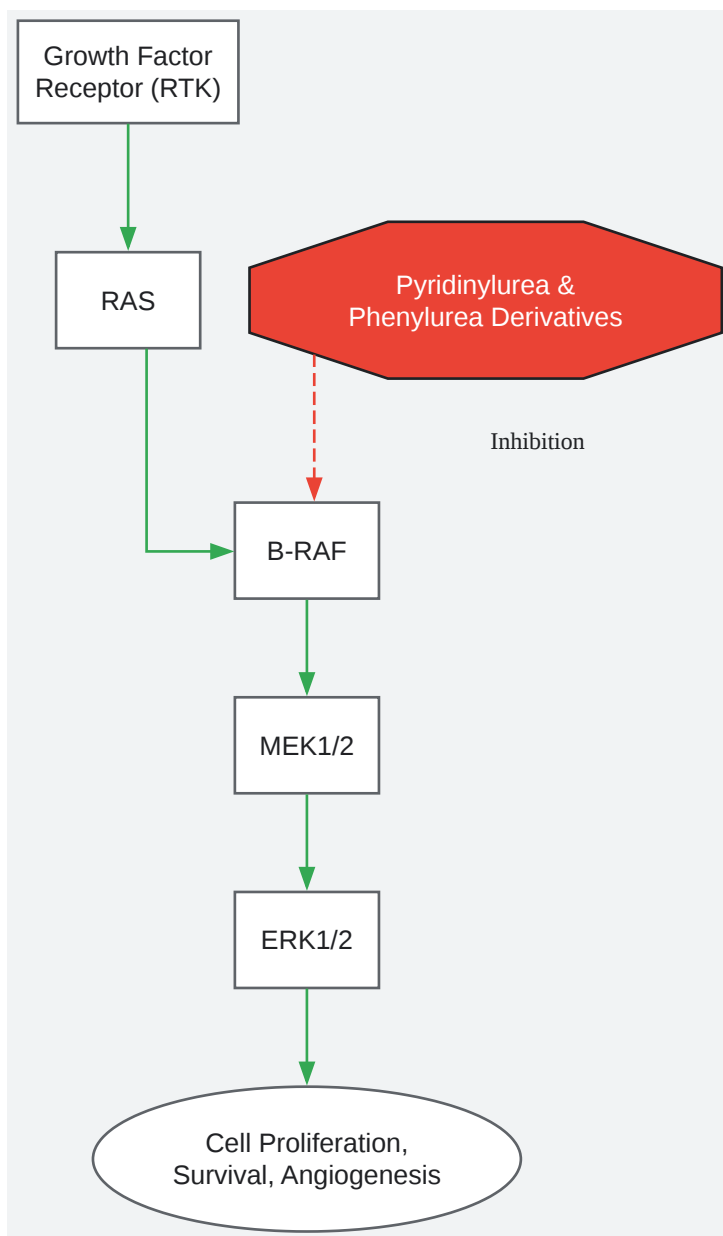 Growth Factor
Receptor (RTK)
RAS
Pyridinylurea &
Phenylurea Derivatives
Inhibition
B-RAF
MEK1/2
ERK1/2
Cell Proliferation,
Survival, Angiogenesis